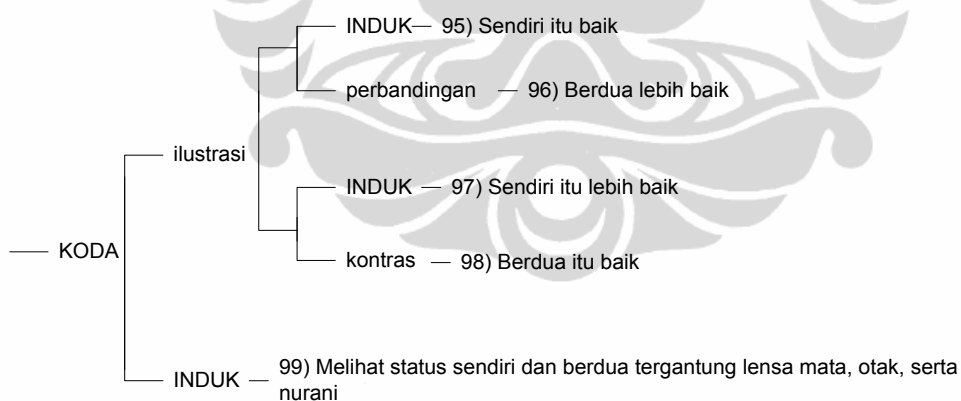 INDUK — 95) Sendiri itu baik
perbandingan — 96) Berdua lebih baik
ilustrasi
INDUK — 97) Sendiri itu lebih baik
KODA
kontras — 98) Berdua itu baik
INDUK — 99) Melihat status sendiri dan berdua tergantung lensa mata, otak, serta
nurani